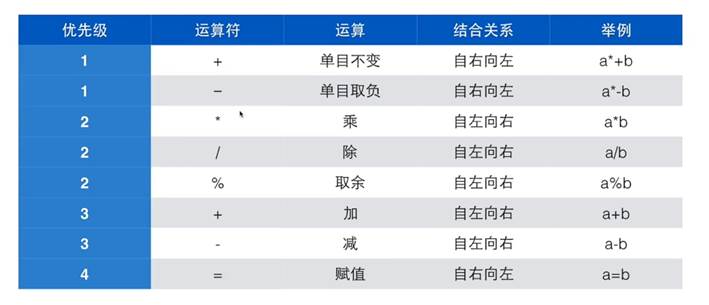 优先级 运算符 运算 结合关系 举例
1 + 单目不变 自右向左 a*+b
1 - 单目取负 自右向左 a*-b
2 * 乘 自左向右 a*b
2 / 除 自左向右 a/b
2 % 取余 自左向右 a%b
3 + 加 自左向右 a+b
3 - 减 自左向右 a-b
4 = 赋值 自右向左 a=b